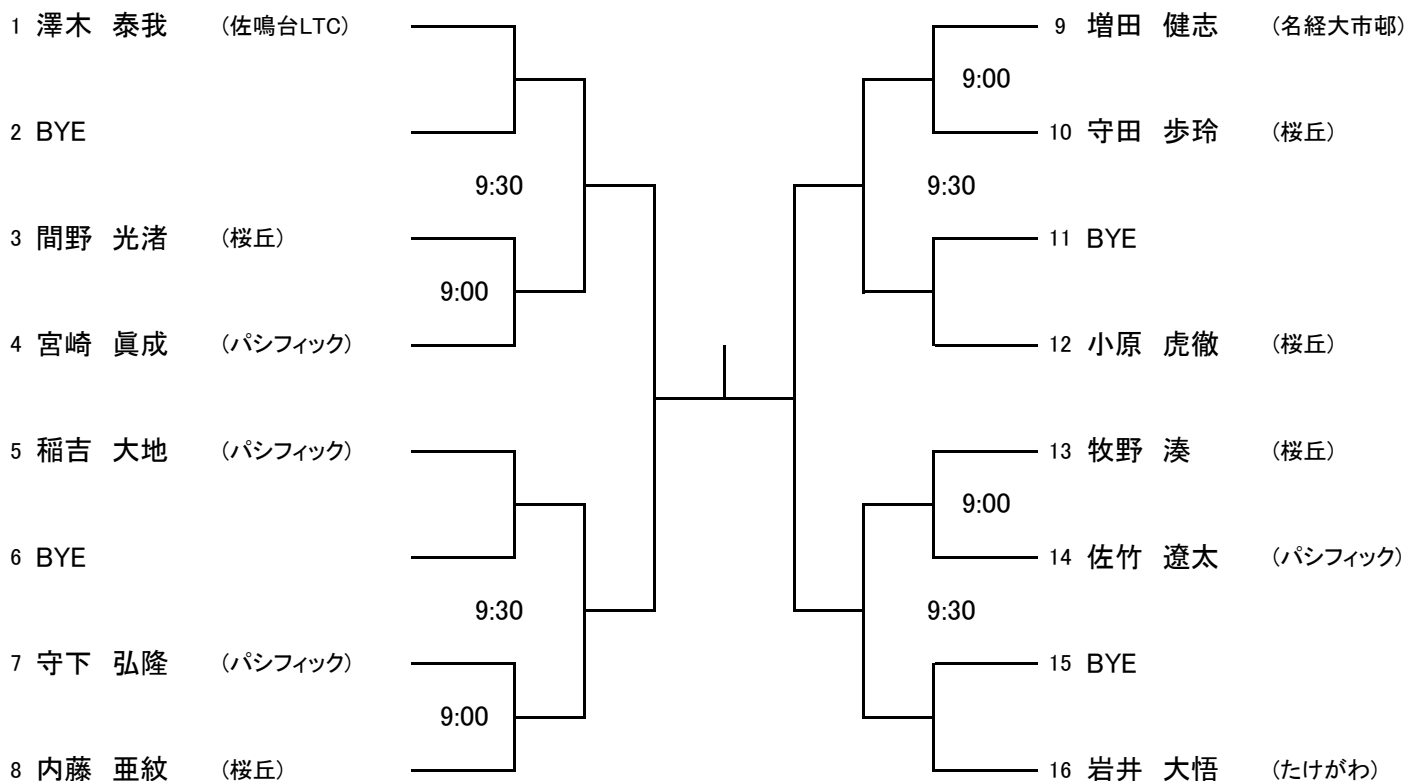 1 澤木 泰我 (佐鳴台LTC)
2 BYE
9:30
3 間野 光渚 (桜丘)
9:00
4 宮崎 眞成 (パシフィック)
5 稲吉 大地 (パシフィック)
6 BYE
9:30
7 守下 弘隆 (パシフィック)
9:00
8 内藤 亜紋 (桜丘)
9 増田 健志 (名経大市邨)
9:00
10 守田 歩玲 (桜丘)
9:30
11 BYE
12 小原 虎徹 (桜丘)
13 牧野 湊 (桜丘)
9:00
14 佐竹 遼太 (パシフィック)
9:30
15 BYE
16 岩井 大悟 (たけがわ)